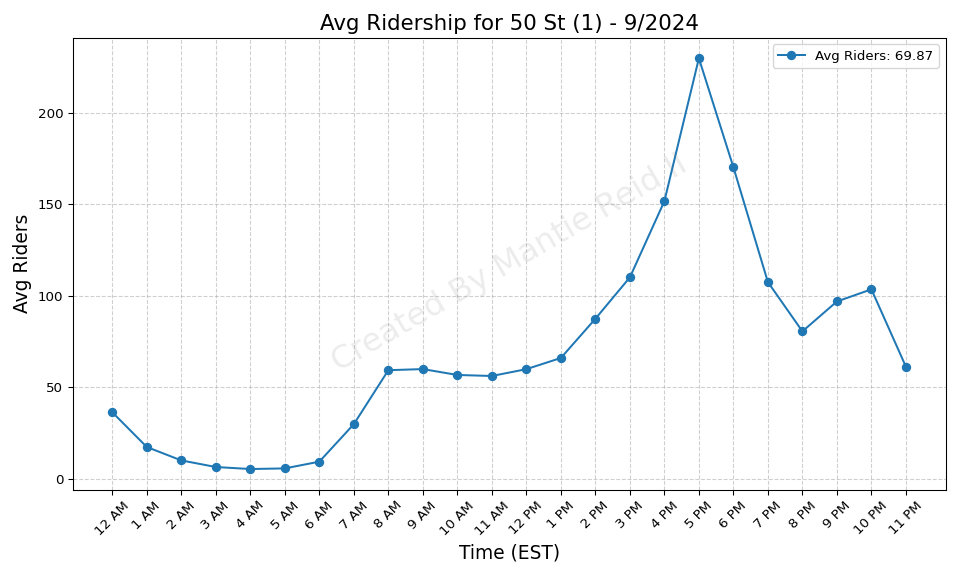 Avg Ridership for 50 St (1) - 9/2024
Avg Riders: 69.87
Avg Riders
200
150
100
50
0
Created By Mantle Reid II
12 AM
1 AM
2 AM
3 AM
4 AM
5 AM
6 AM
7 AM
8 AM
9 AM
10 AM
11 AM
12 PM
1 PM
2 PM
3 PM
4 PM
5 PM
6 PM
7 PM
8 PM
9 PM
10 PM
11 PM
Time (EST)